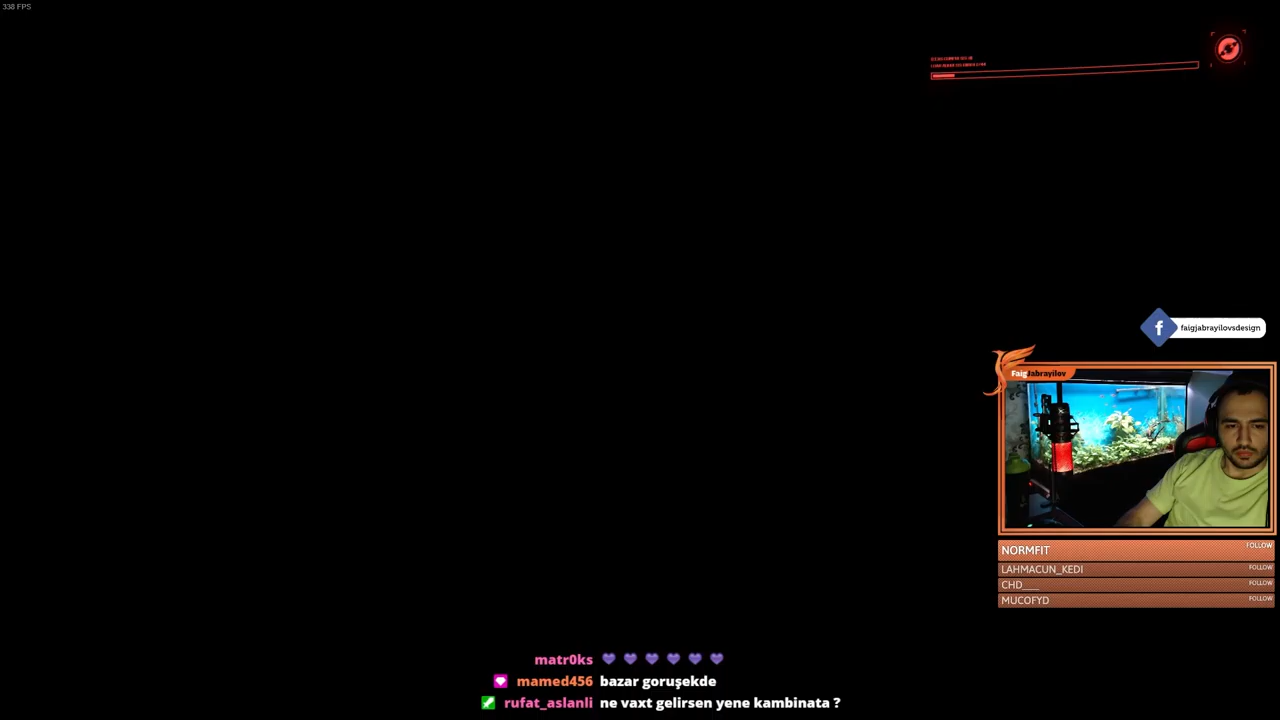 338 FPS
faigjabrayilovsdesign
FaigJabrayilov
NORMFIT FOLLOW
LAHMACUN_KEDI FOLLOW
CHD___ FOLLOW
MUCOFYD FOLLOW
matr0ks
mamed456 bazar goruşekde
rufat_aslanli ne vaxt gelirsen yene kambinata ?